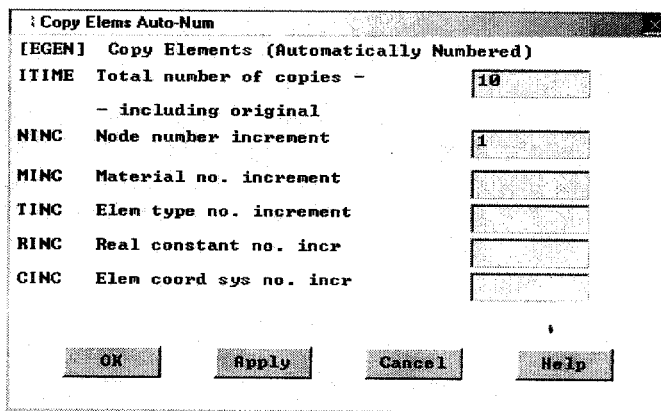 Copy Elems Auto-Num
[EGEN] Copy Elements (Automatically Numbered)
ITIME Total number of copies - 10
- including original
NINC Node number increment 1
MINC Material no. increment
TINC Elem type no. increment
RINC Real constant no. incr
CINC Elem coord sys no. incr
OK Apply Cancel Help